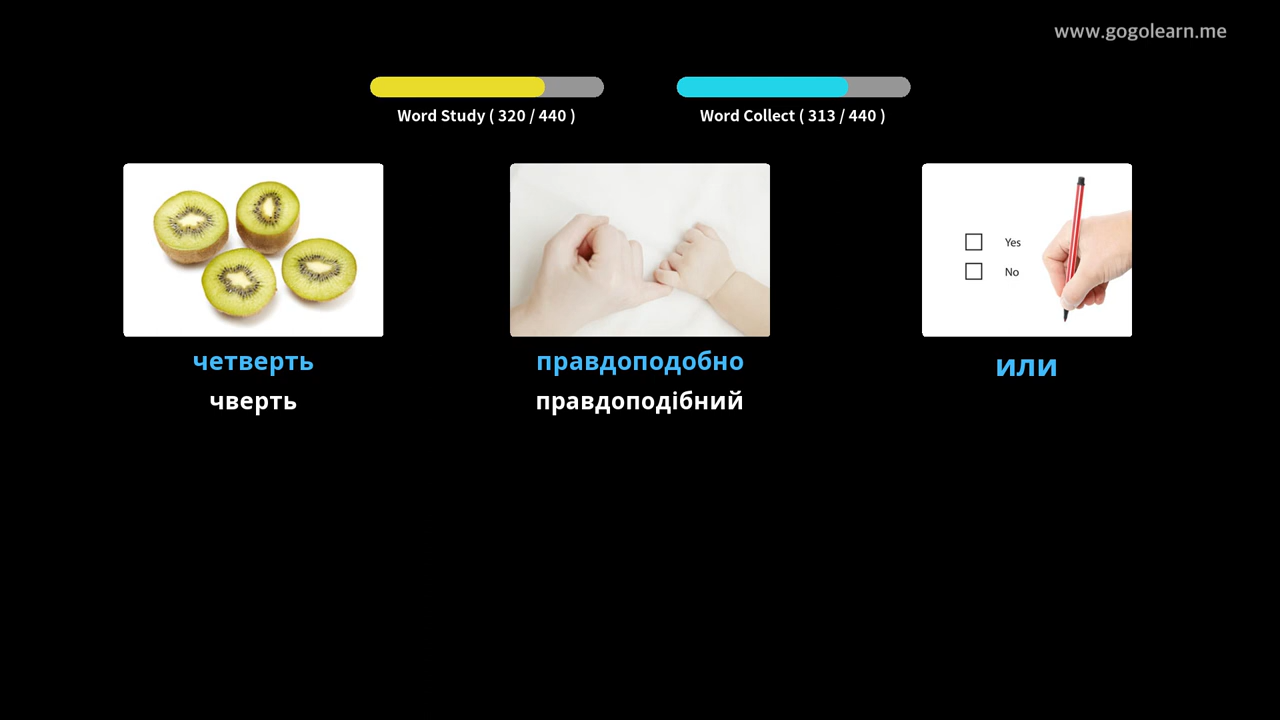 www.gogolearn.me
Word Study ( 320 / 440 )
Word Collect ( 313 / 440 )
Yes
No
четверть
правдоподобно
или
чверть
правдоподібний